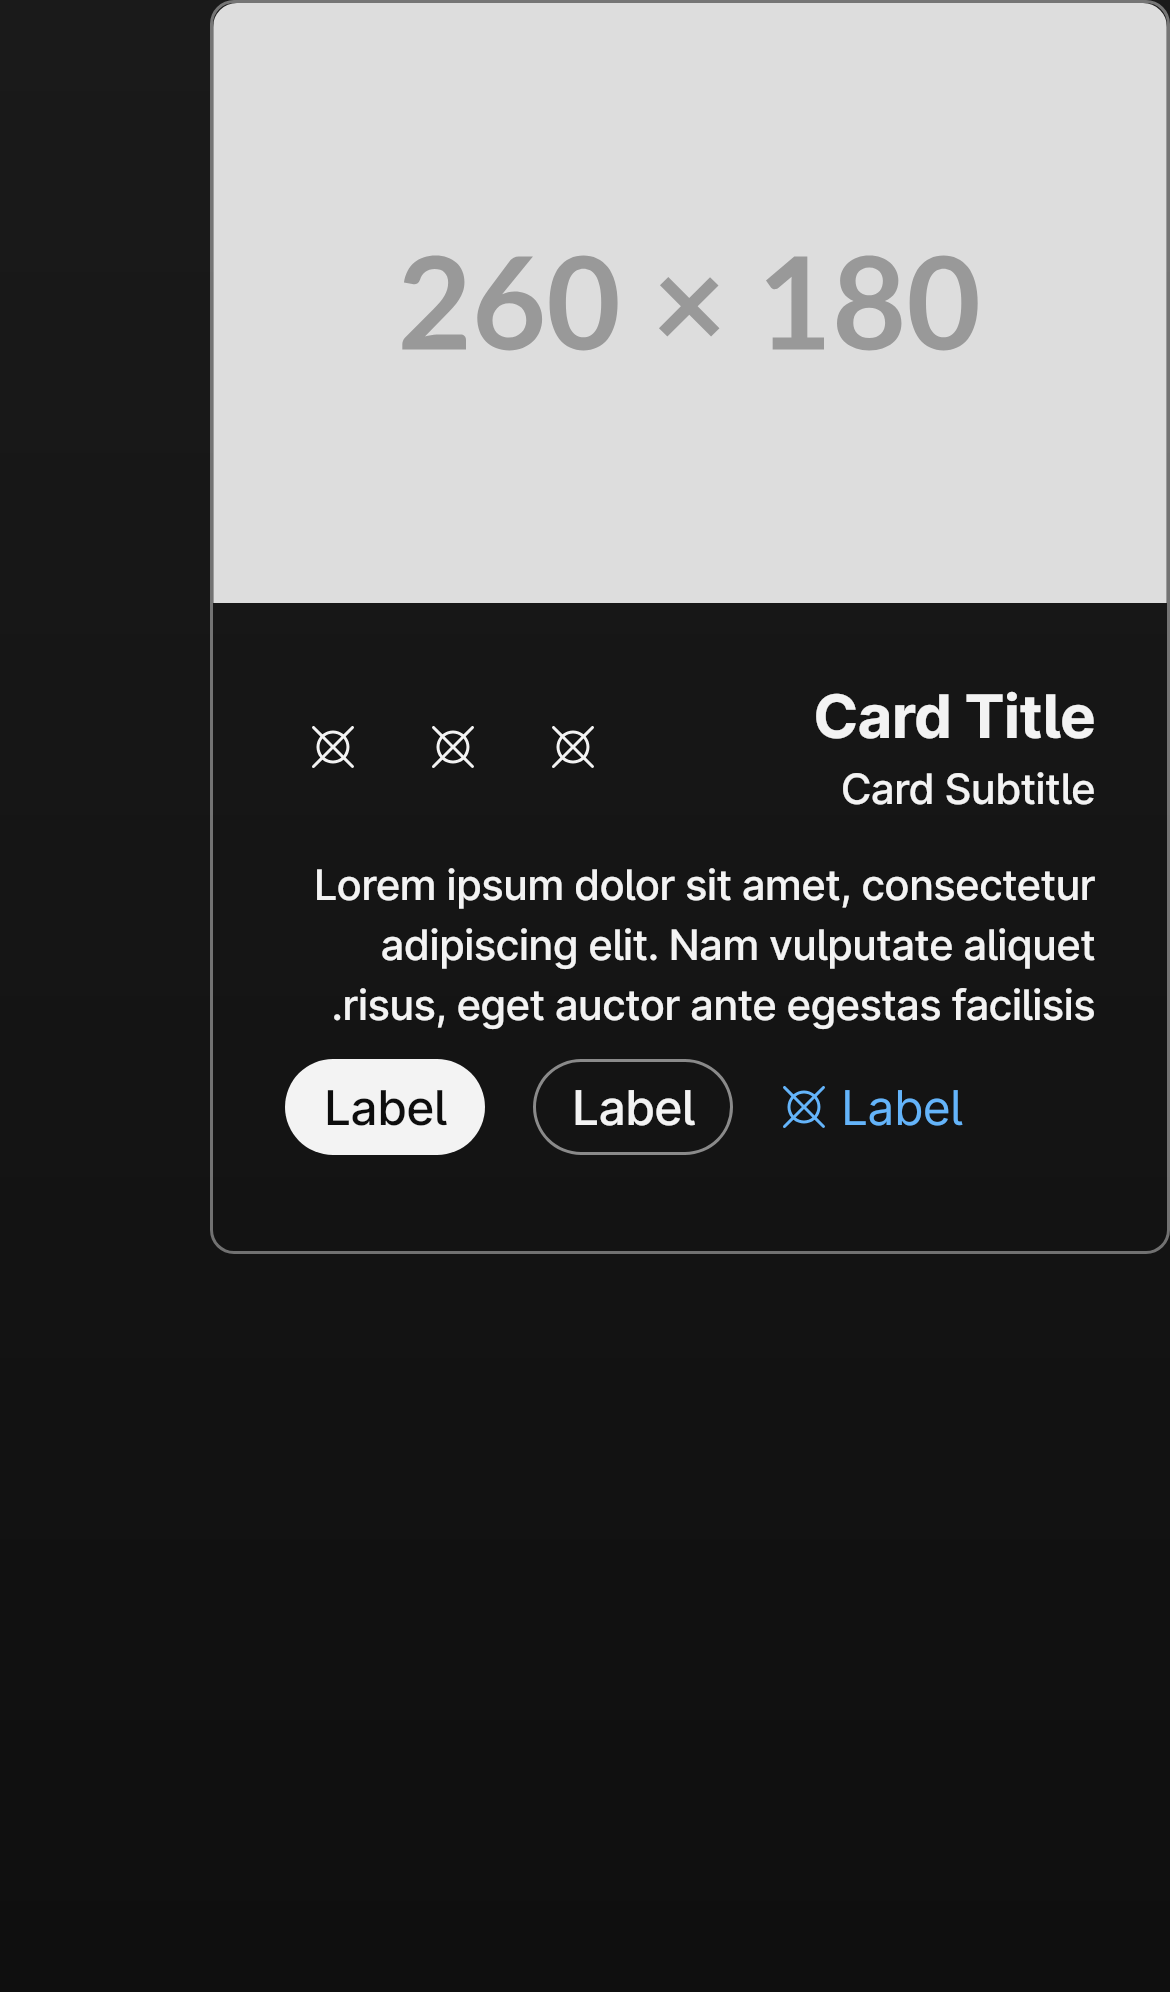 260 × 180
Card Title
Card Subtitle
Lorem ipsum dolor sit amet, consectetur
adipiscing elit. Nam vulputate aliquet
.risus, eget auctor ante egestas facilisis
Label Label Label